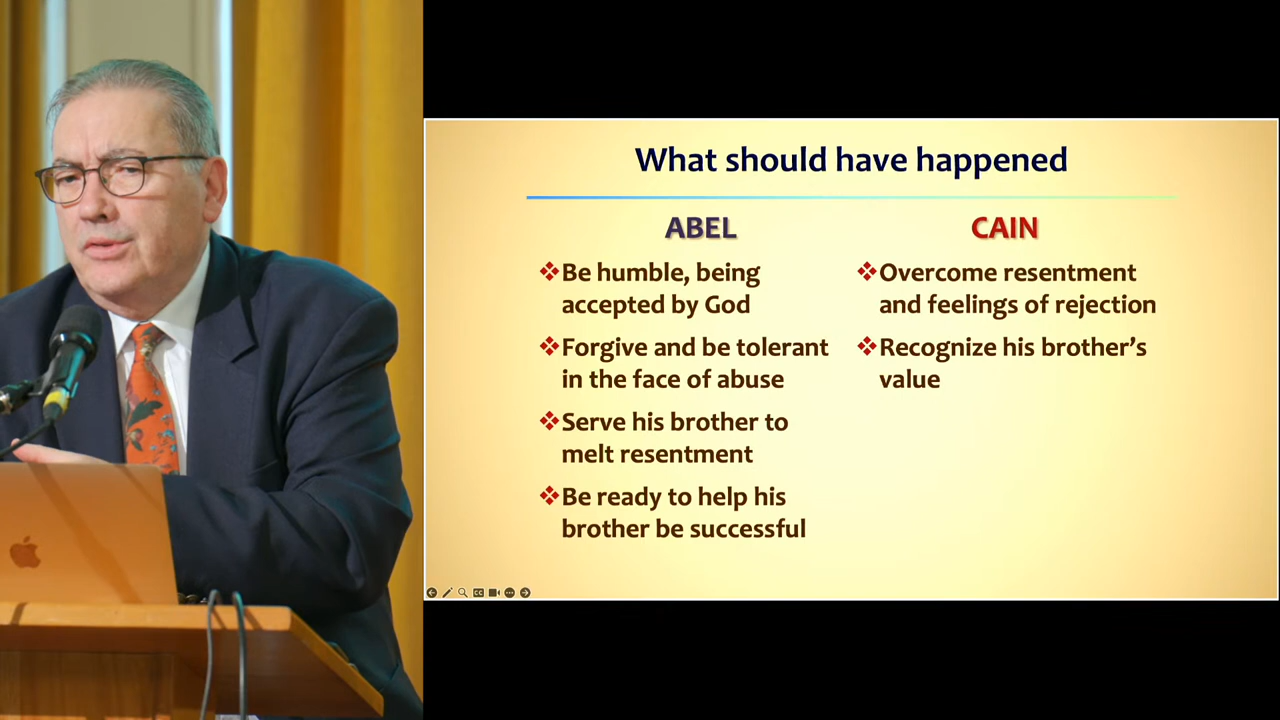 What should have happened
ABEL
❖Be humble, being
accepted by God
❖Forgive and be tolerant
in the face of abuse
❖Serve his brother to
melt resentment
❖Be ready to help his
brother be successful
CAIN
❖Overcome resentment
and feelings of rejection
❖Recognize his brother’s
value